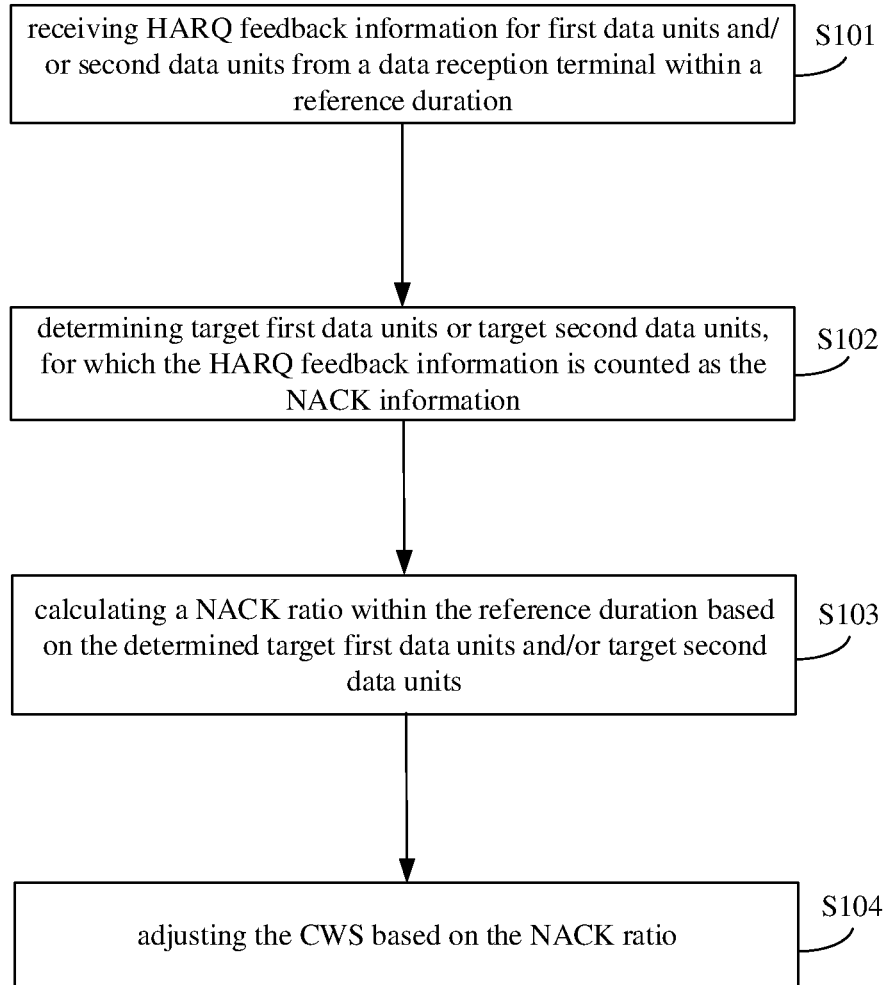 receiving HARQ feedback information for first data units and/
or second data units from a data reception terminal within a
reference duration
S101
determining target first data units or target second data units,
for which the HARQ feedback information is counted as the
NACK information
S102
calculating a NACK ratio within the reference duration based
on the determined target first data units and/or target second
data units
S103
adjusting the CWS based on the NACK ratio
S104